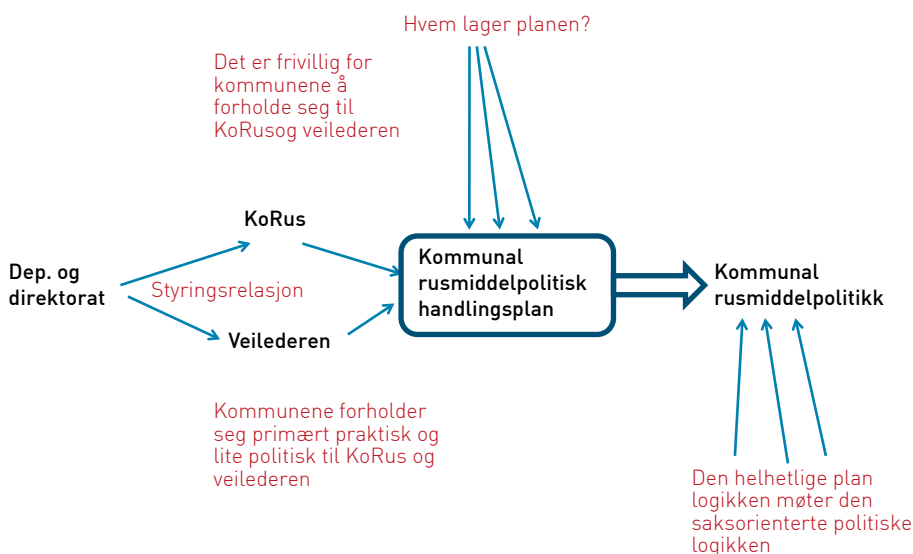 Hvem lager planen?
Det er frivillig for
kommunene å
forholde seg til
KoRusog veilederen
KoRus
Dep. og
direktorat
Styringsrelasjon
Veilederen
Kommunal
rusmiddelpolitisk
handlingsplan
Kommunal
rusmiddelpolitikk
Kommunene forholder
seg primært praktisk og
lite politisk til KoRus og
veilederen
Den helhetlige plan
logikken møter den
saksorienterte politiske
logikken